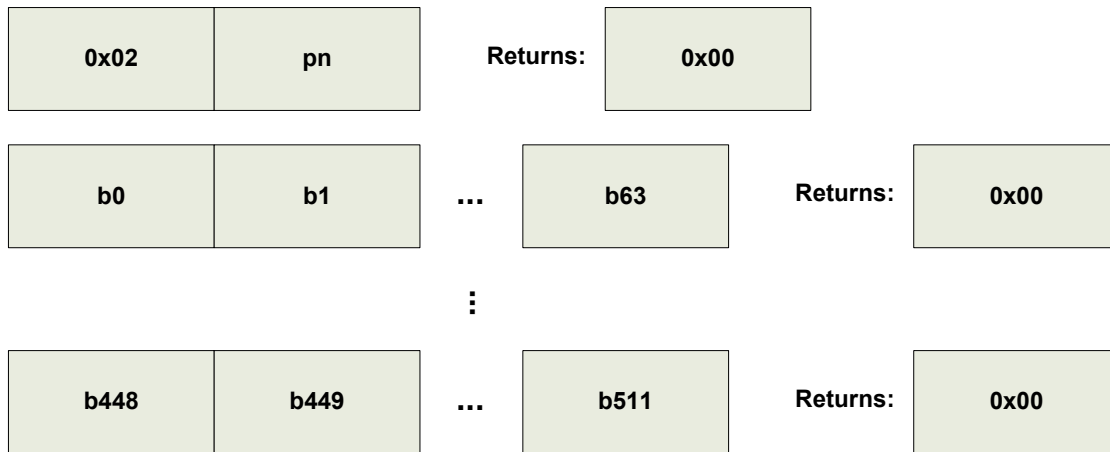 0x02 pn Returns: 0x00
b0 b1 ... b63 Returns: 0x00
...
b448 b449 ... b511 Returns: 0x00